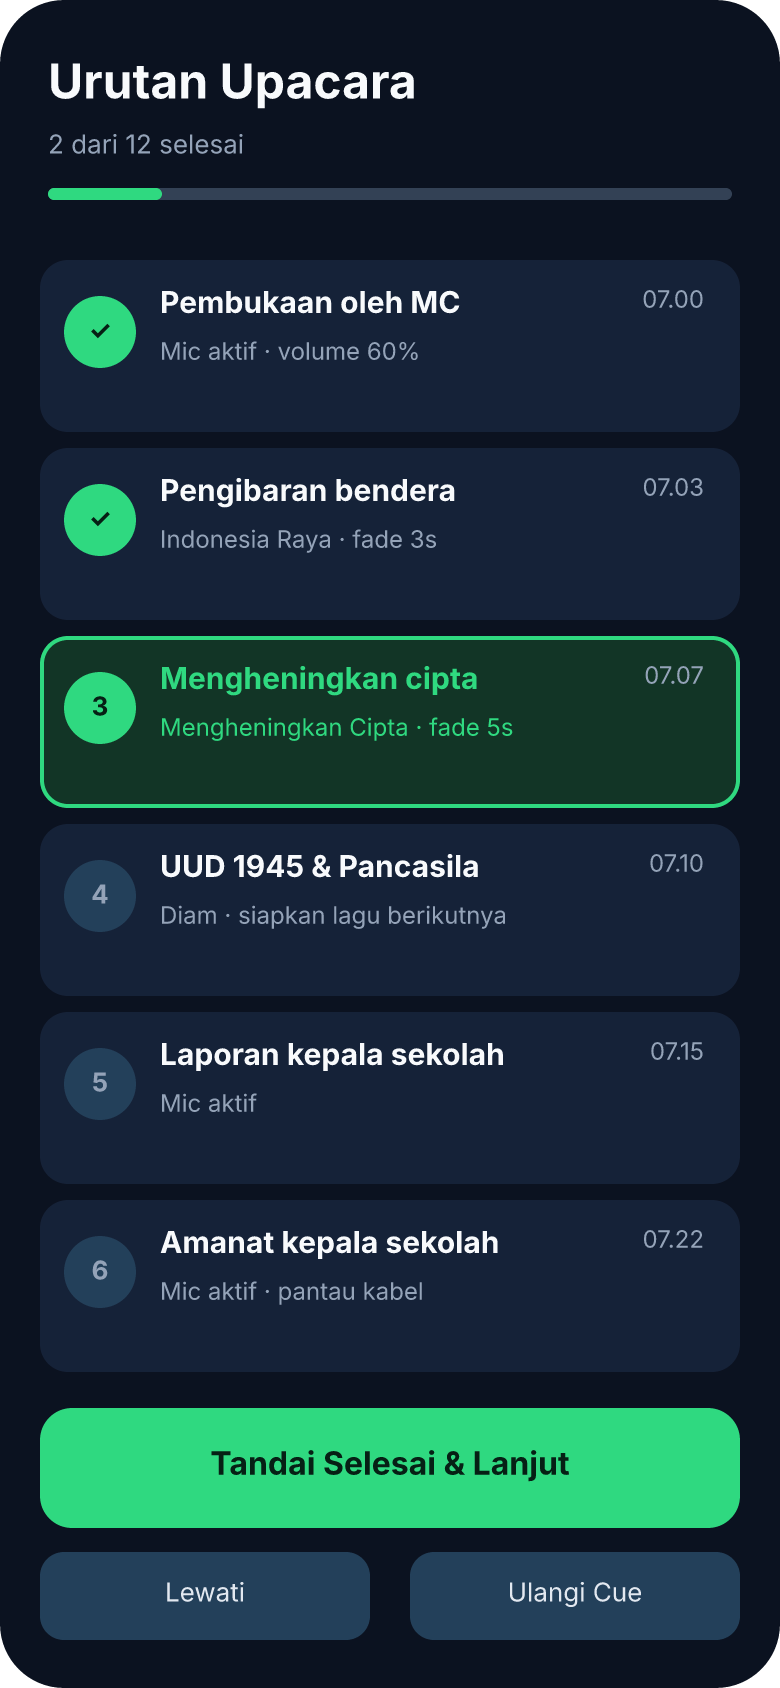 Urutan Upacara
2 dari 12 selesai
✓
Pembukaan oleh MC
07.00
Mic aktif · volume 60%
✓
Pengibaran bendera
07.03
Indonesia Raya · fade 3s
3
Mengheningkan cipta
07.07
Mengheningkan Cipta · fade 5s
4
UUD 1945 & Pancasila
07.10
Diam · siapkan lagu berikutnya
5
Laporan kepala sekolah
07.15
Mic aktif
6
Amanat kepala sekolah
07.22
Mic aktif · pantau kabel
Tandai Selesai & Lanjut
Lewati
Ulangi Cue